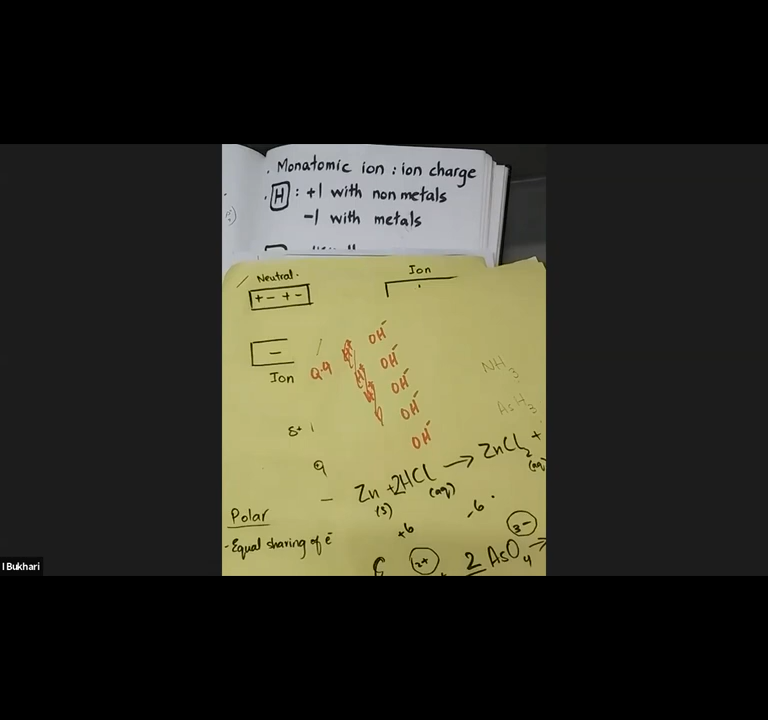 . Monatomic ion : ion charge
. H : +1 with non metals
-1 with metals
Neutral.
+ - + -
Ion
-
Ion
Q.9
H+
H+
H+
OH-
OH-
OH-
OH-
OH-
NH3
AsH3
δ+
Zn + 2HCl → ZnCl2 +
(s) (aq) (aq)
+6 -6
2+ 2 AsO4 3- →
Polar
- Equal sharing of e-
I Bukhari